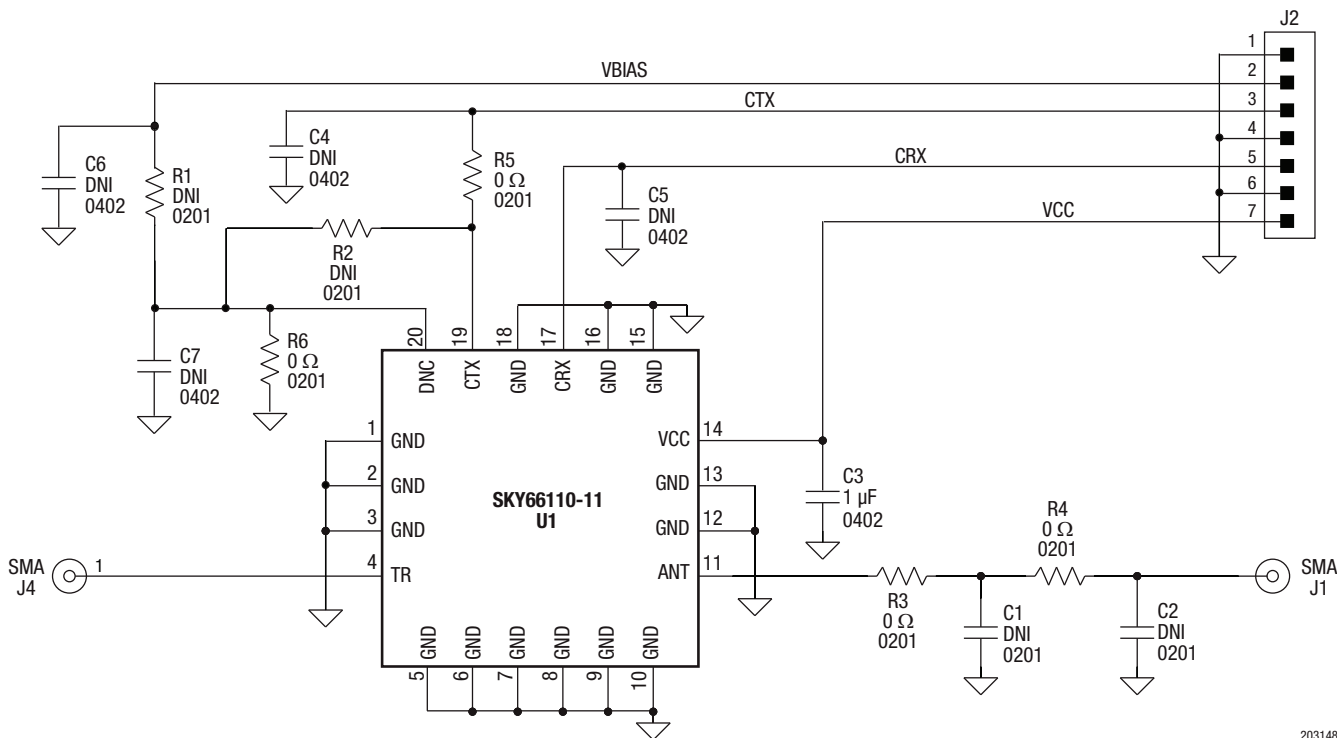 J2
1
2
3
4
5
6
7
VBIAS
CTX
CRX
VCC
C6
DNI
0402
R1
DNI
0201
C4
DNI
0402
R5
0 Ω
0201
C5
DNI
0402
R2
DNI
0201
C7
DNI
0402
R6
0 Ω
0201
20
19
18
17
16
15
DNC
CTX
GND
CRX
GND
GND
1
GND
2
GND
3
GND
4
TR
SKY66110-11
U1
VCC
14
GND
13
GND
12
ANT
11
C3
1 µF
0402
R4
0 Ω
0201
SMA
J4
1
R3
0 Ω
0201
C1
DNI
0201
C2
DNI
0201
SMA
J1
GND
GND
GND
GND
GND
GND
5
6
7
8
9
10
203148